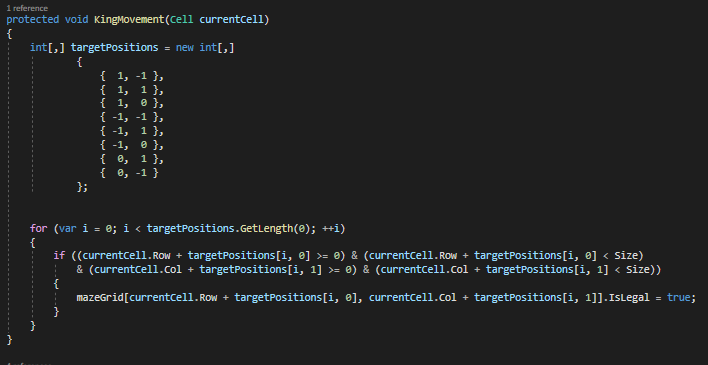 1 reference
protected void KingMovement(Cell currentCell)
{
int[,] targetPositions = new int[,]
{
{  1, -1 },
{  1,  1 },
{  1,  0 },
{ -1, -1 },
{ -1,  1 },
{ -1,  0 },
{  0,  1 },
{  0, -1 }
};
for (var i = 0; i < targetPositions.GetLength(0); ++i)
{
if ((currentCell.Row + targetPositions[i, 0] >= 0) & (currentCell.Row + targetPositions[i, 0] < Size)
& (currentCell.Col + targetPositions[i, 1] >= 0) & (currentCell.Col + targetPositions[i, 1] < Size))
{
mazeGrid[currentCell.Row + targetPositions[i, 0], currentCell.Col + targetPositions[i, 1]].IsLegal = true;
}
}
}